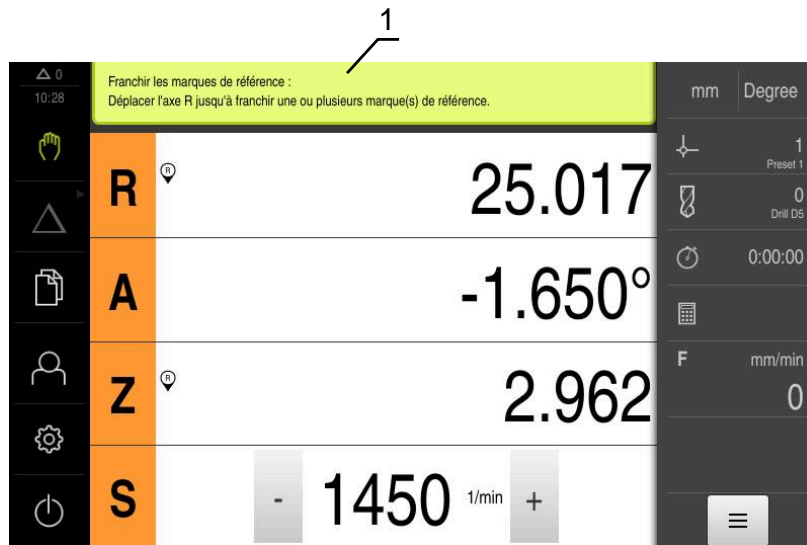 1
0
10:28
Franchir les marques de référence :
Déplacer l'axe R jusqu'à franchir une ou plusieurs marque(s) de référence.
mm Degree
R R 25.017
1
Preset 1
0
Drill D5
A -1.650°
0:00:00
Z R 2.962
F mm/min
0
S - 1450 1/min +